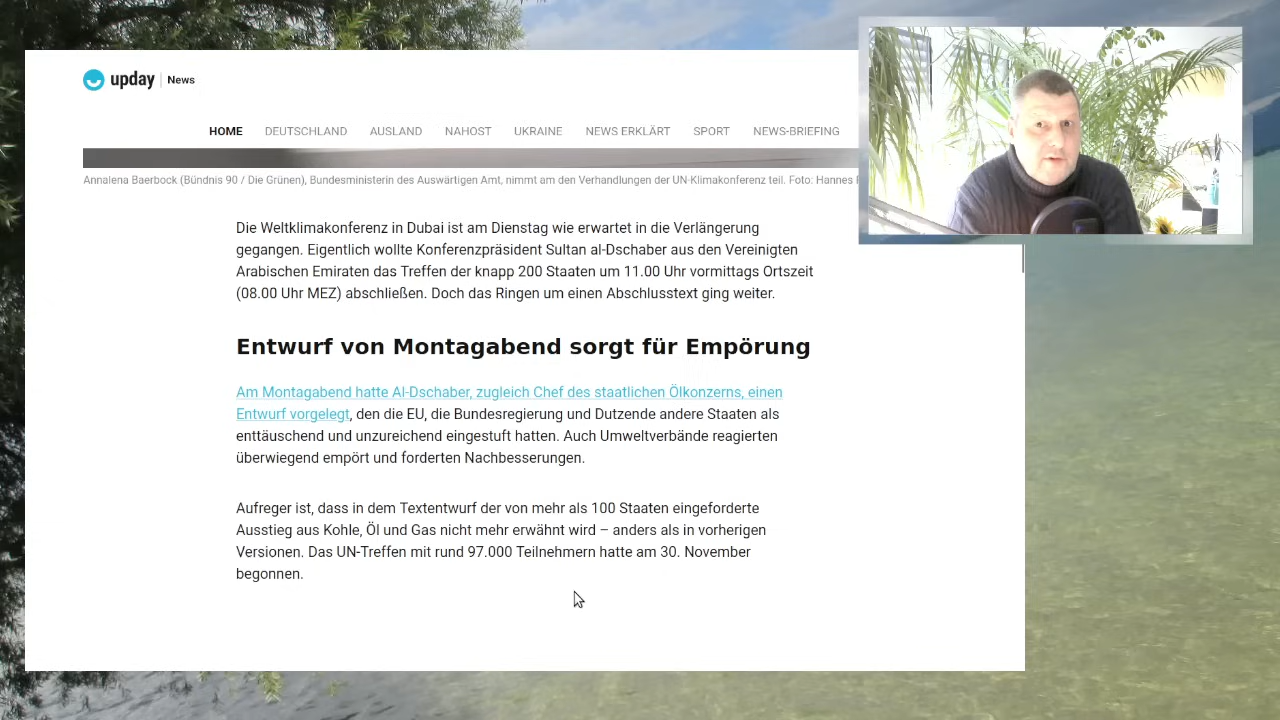 upday News
HOME DEUTSCHLAND AUSLAND NAHOST UKRAINE NEWS ERKLÄRT SPORT NEWS-BRIEFING
Annalena Baerbock (Bündnis 90 / Die Grünen), Bundesministerin des Auswärtigen Amt, nimmt am den Verhandlungen der UN-Klimakonferenz teil. Foto: Hannes
Die Weltklimakonferenz in Dubai ist am Dienstag wie erwartet in die Verlängerung
gegangen. Eigentlich wollte Konferenzpräsident Sultan al-Dschaber aus den Vereinigten
Arabischen Emiraten das Treffen der knapp 200 Staaten um 11.00 Uhr vormittags Ortszeit
(08.00 Uhr MEZ) abschließen. Doch das Ringen um einen Abschlusstext ging weiter.
Entwurf von Montagabend sorgt für Empörung
Am Montagabend hatte Al-Dschaber, zugleich Chef des staatlichen Ölkonzerns, einen
Entwurf vorgelegt, den die EU, die Bundesregierung und Dutzende andere Staaten als
enttäuschend und unzureichend eingestuft hatten. Auch Umweltverbände reagierten
überwiegend empört und forderten Nachbesserungen.
Aufreger ist, dass in dem Textentwurf der von mehr als 100 Staaten eingeforderte
Ausstieg aus Kohle, Öl und Gas nicht mehr erwähnt wird – anders als in vorherigen
Versionen. Das UN-Treffen mit rund 97.000 Teilnehmern hatte am 30. November
begonnen.